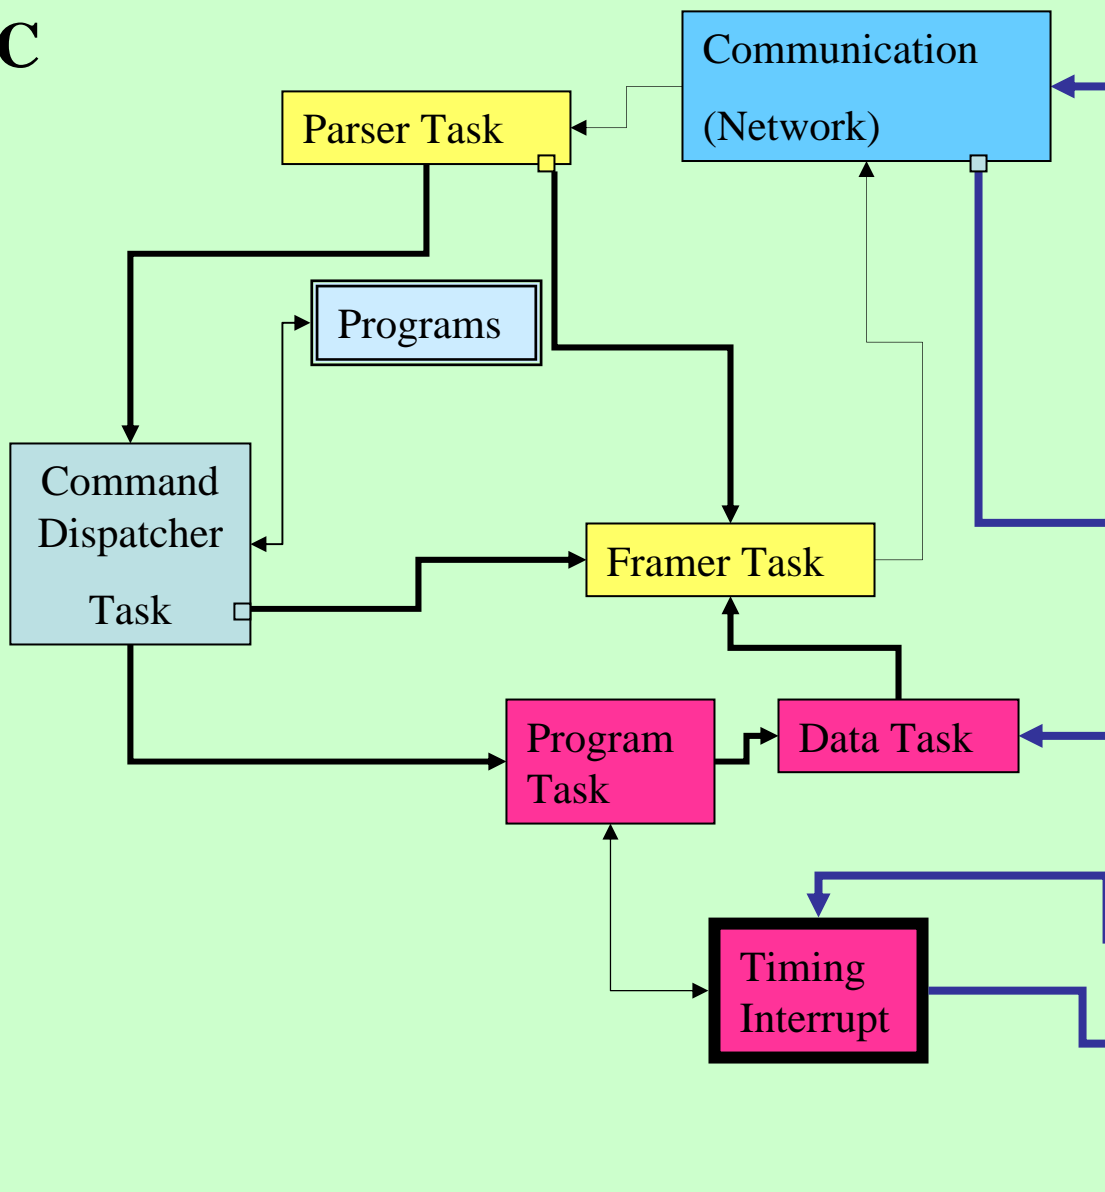 C
Communication
(Network)
Parser Task
Programs
Command
Dispatcher
Task
Framer Task
Program
Task
Data Task
Timing
Interrupt